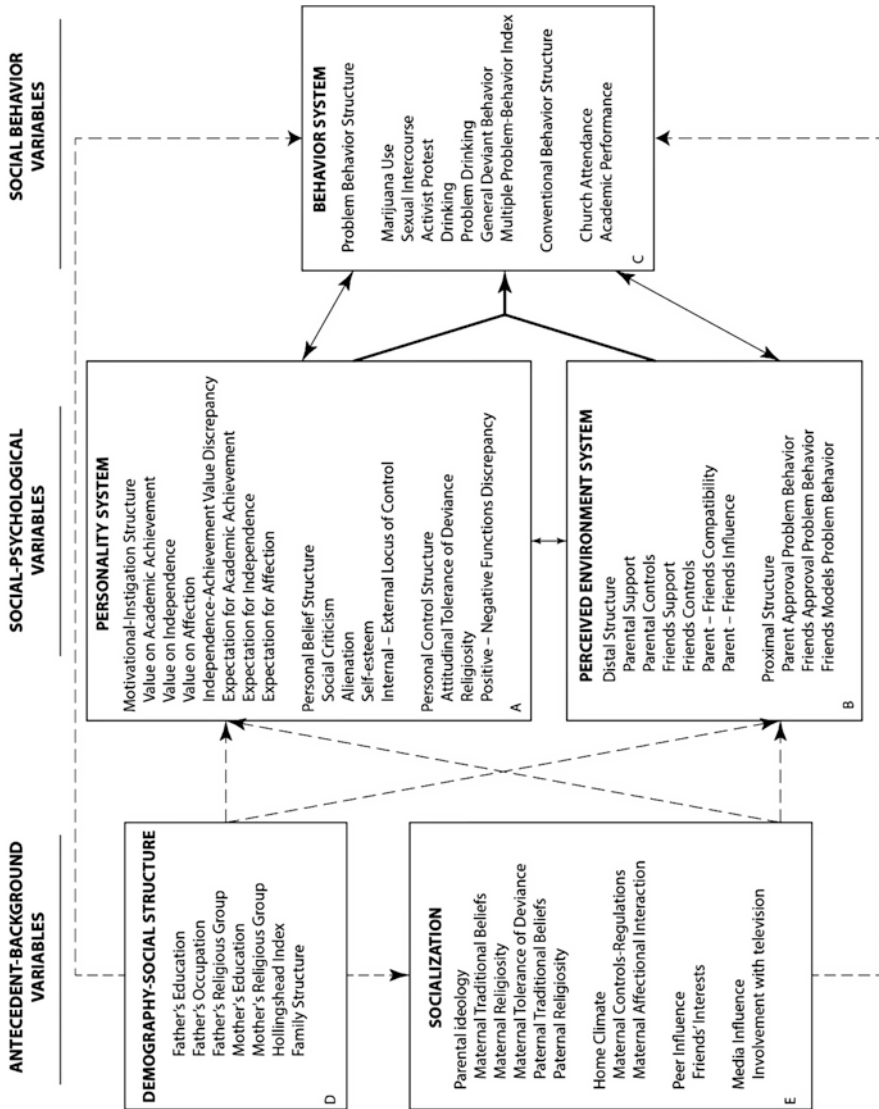 ANTECEDENT-BACKGROUND
VARIABLES
SOCIAL-PSYCHOLOGICAL
VARIABLES
SOCIAL BEHAVIOR
VARIABLES
DEMOGRAPHY-SOCIAL STRUCTURE
Father's Education
Father's Occupation
Father's Religious Group
Mother's Education
Mother's Religious Group
Hollingshead Index
Family Structure
D
SOCIALIZATION
Parental ideology
Maternal Traditional Beliefs
Maternal Religiosity
Maternal Tolerance of Deviance
Paternal Traditional Beliefs
Paternal Religiosity
Home Climate
Maternal Controls-Regulations
Maternal Affectional Interaction
Peer Influence
Friends' Interests
Media Influence
Involvement with television
E
PERSONALITY SYSTEM
Motivational-Instigation Structure
Value on Academic Achievement
Value on Independence
Value on Affection
Independence-Achievement Value Discrepancy
Expectation for Academic Achievement
Expectation for Independence
Expectation for Affection
Personal Belief Structure
Social Criticism
Alienation
Self-esteem
Internal – External Locus of Control
Personal Control Structure
Attitudinal Tolerance of Deviance
Religiosity
Positive – Negative Functions Discrepancy
A
PERCEIVED ENVIRONMENT SYSTEM
Distal Structure
Parental Support
Parental Controls
Friends Support
Friends Controls
Parent – Friends Compatibility
Parent – Friends Influence
Proximal Structure
Parent Approval Problem Behavior
Friends Approval Problem Behavior
Friends Models Problem Behavior
B
BEHAVIOR SYSTEM
Problem Behavior Structure
Marijuana Use
Sexual Intercourse
Activist Protest
Drinking
Problem Drinking
General Deviant Behavior
Multiple Problem-Behavior Index
Conventional Behavior Structure
Church Attendance
Academic Performance
C